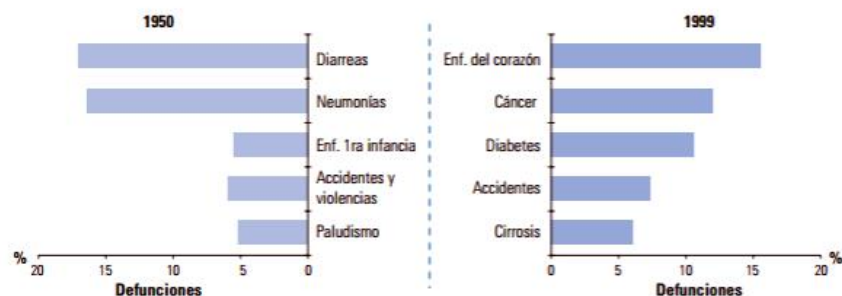 1950
Diarreas
Neumonías
Enf. 1ra infancia
Accidentes y
violencias
Paludismo
%
20 15 10 5 0
Defunciones
1999
Enf. del corazón
Cáncer
Diabetes
Accidentes
Cirrosis
0 5 10 15 20
%
Defunciones